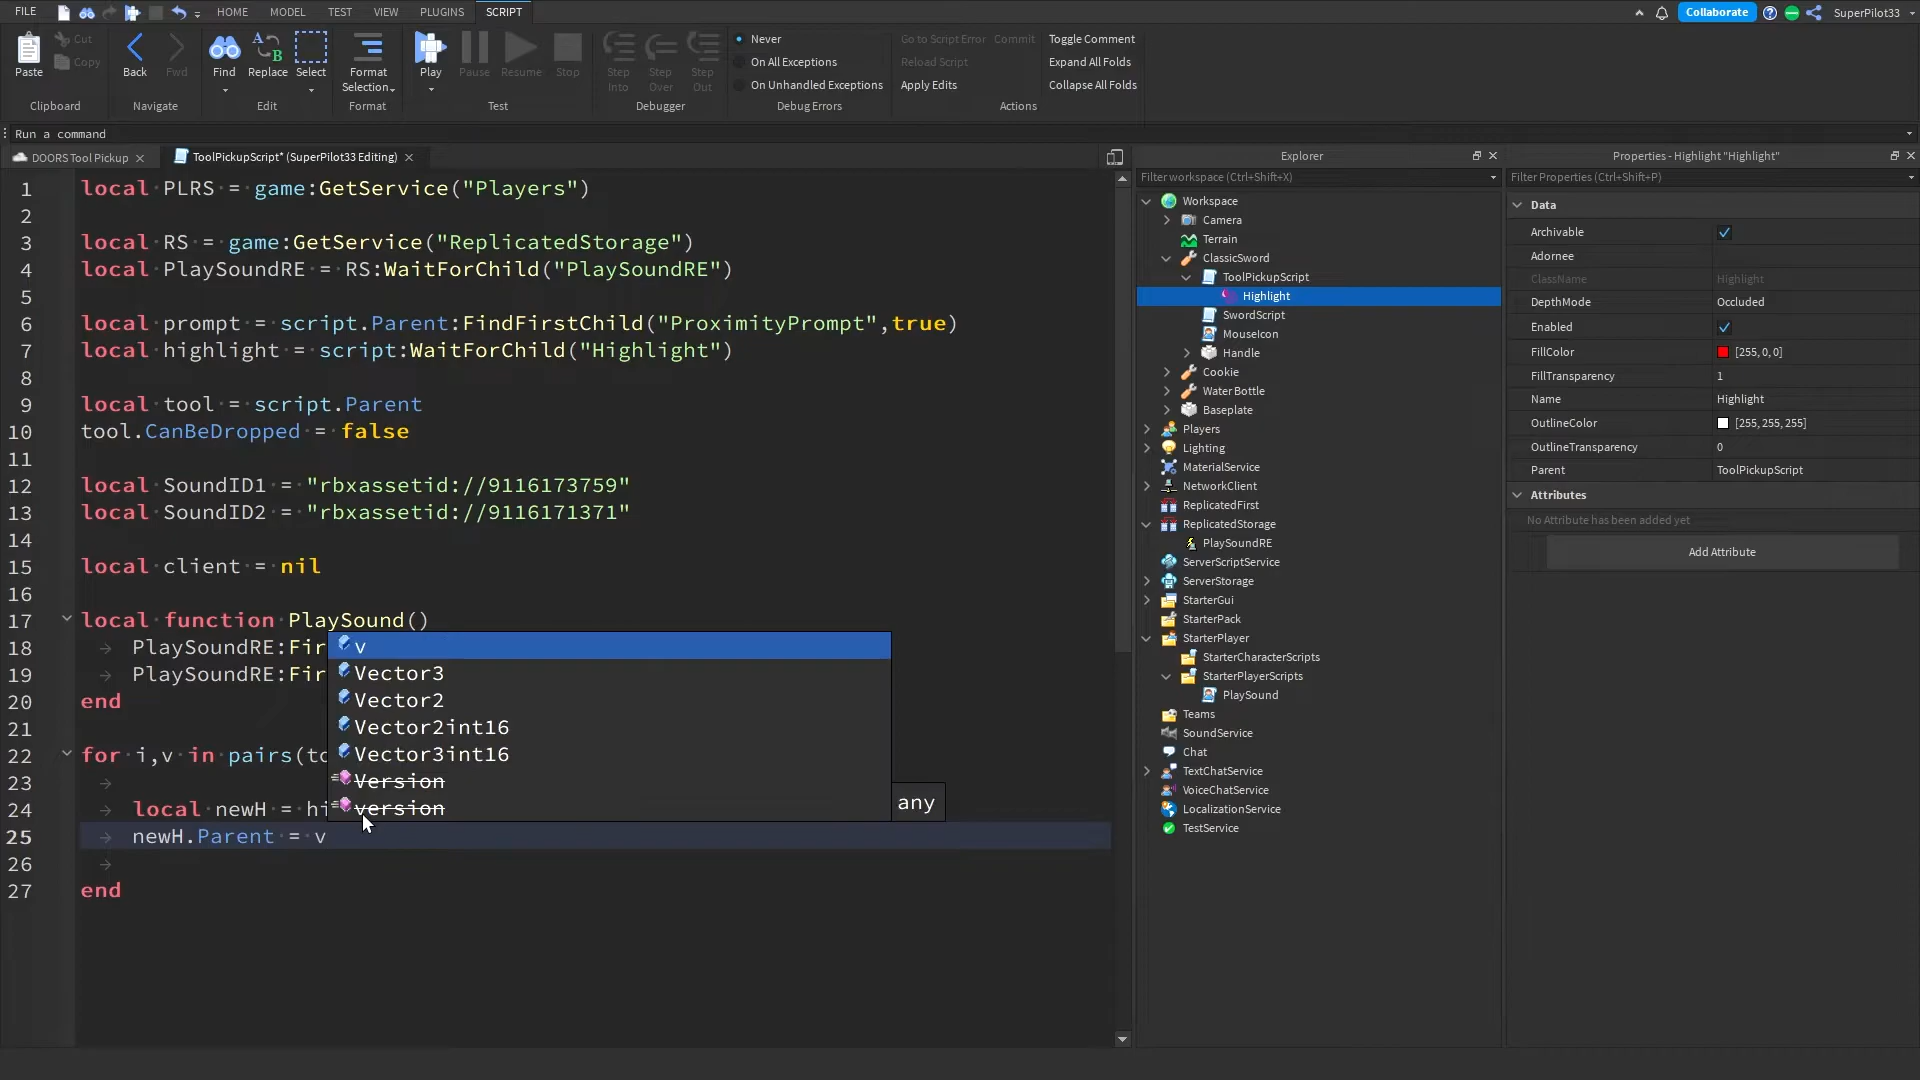 FILE HOME MODEL TEST VIEW PLUGINS SCRIPT Collaborate SuperPilot33
Paste Cut Copy Back Fwd Find Replace Select Format Selection Play Pause Resume Stop Step Into Step Over Step Out
Never
On All Exceptions
On Unhandled Exceptions
Go to Script Error Commit
Reload Script
Apply Edits
Toggle Comment
Expand All Folds
Collapse All Folds
Clipboard Navigate Edit Format Test Debugger Debug Errors Actions
Run a command
DOORS Tool Pickup ToolPickupScript* (SuperPilot33 Editing)
1 local PLRS = game:GetService("Players")
2
3 local RS = game:GetService("ReplicatedStorage")
4 local PlaySoundRE = RS:WaitForChild("PlaySoundRE")
5
6 local prompt = script.Parent:FindFirstChild("ProximityPrompt",true)
7 local highlight = script:WaitForChild("Highlight")
8
9 local tool = script.Parent
10 tool.CanBeDropped = false
11
12 local SoundID1 = "rbxassetid://9116173759"
13 local SoundID2 = "rbxassetid://9116171371"
14
15 local client = nil
16
17 local function PlaySound()
18 PlaySoundRE:Fir
19 PlaySoundRE:Fir
20 end
21
22 for i,v in pairs(to
23
24 local newH = hi
25 newH.Parent = v
26
27 end
v
Vector3
Vector2
Vector2int16
Vector3int16
Version
version
any
Explorer
Filter workspace (Ctrl+Shift+X)
Workspace
Camera
Terrain
ClassicSword
ToolPickupScript
Highlight
SwordScript
MouseIcon
Handle
Cookie
Water Bottle
Baseplate
Players
Lighting
MaterialService
NetworkClient
ReplicatedFirst
ReplicatedStorage
PlaySoundRE
ServerScriptService
ServerStorage
StarterGui
StarterPack
StarterPlayer
StarterCharacterScripts
StarterPlayerScripts
PlaySound
Teams
SoundService
Chat
TextChatService
VoiceChatService
LocalizationService
TestService
Properties - Highlight "Highlight"
Filter Properties (Ctrl+Shift+P)
Data
Archivable
Adornee
ClassName Highlight
DepthMode Occluded
Enabled
FillColor [255, 0, 0]
FillTransparency 1
Name Highlight
OutlineColor [255, 255, 255]
OutlineTransparency 0
Parent ToolPickupScript
Attributes
No Attribute has been added yet
Add Attribute